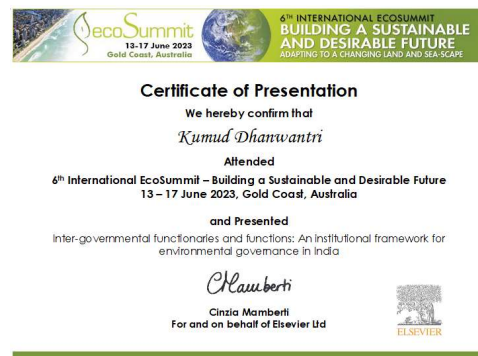 ecoSummit
13-17 June 2023
Gold Coast, Australia
6TH INTERNATIONAL ECOSUMMIT
BUILDING A SUSTAINABLE
AND DESIRABLE FUTURE
ADAPTING TO A CHANGING LAND AND SEA-SCAPE
Certificate of Presentation
We hereby confirm that
Kumud Dhanwantri
Attended
6th International EcoSummit – Building a Sustainable and Desirable Future
13 – 17 June 2023, Gold Coast, Australia
and Presented
Inter-governmental functionaries and functions: An institutional framework for
environmental governance in India
CMamberti
Cinzia Mamberti
For and on behalf of Elsevier Ltd
ELSEVIER